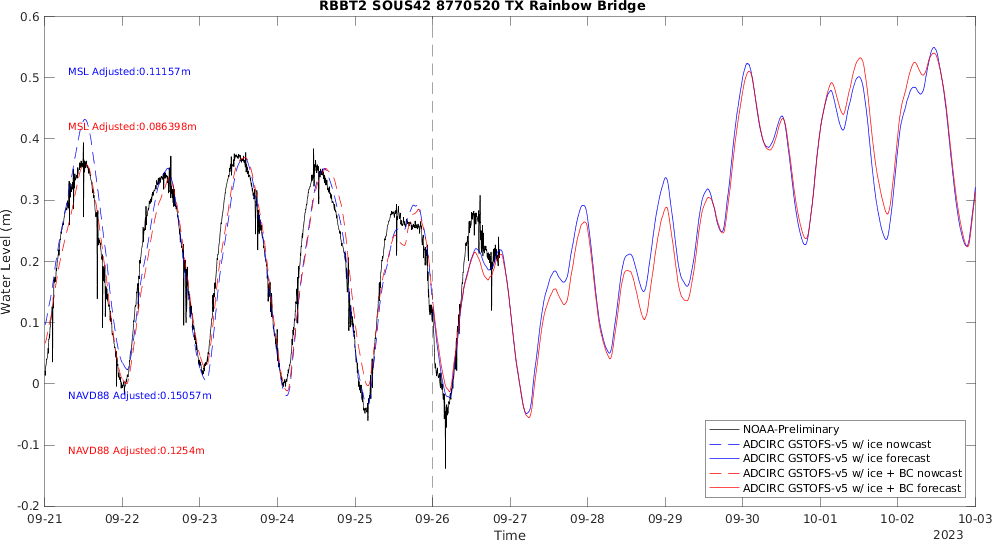 RBBT2 SOUS42 8770520 TX Rainbow Bridge
0.6
0.5
0.4
0.3
0.2
0.1
0
-0.1
-0.2
Water Level (m)
MSL Adjusted:0.11157m
MSL Adjusted:0.086398m
NAVD88 Adjusted:0.15057m
NAVD88 Adjusted:0.1254m
NOAA-Preliminary
ADCIRC GSTOFS-v5 w/ ice nowcast
ADCIRC GSTOFS-v5 w/ ice forecast
ADCIRC GSTOFS-v5 w/ ice + BC nowcast
ADCIRC GSTOFS-v5 w/ ice + BC forecast
09-21 09-22 09-23 09-24 09-25 09-26 09-27 09-28 09-29 09-30 10-01 10-02 10-03
Time
2023